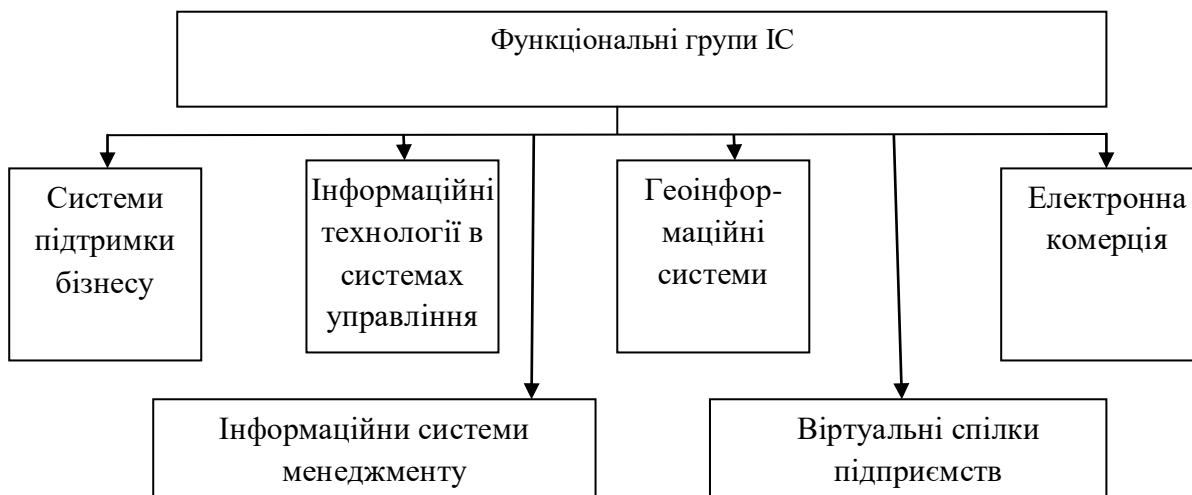 Функціональні групи ІС
Системи
підтримки
бізнесу
Інформаційні
технології в
системах
управління
Геоінфор-
маційні
системи
Електронна
комерція
Інформаційни системи
менеджменту
Віртуальні спілки
підприємств